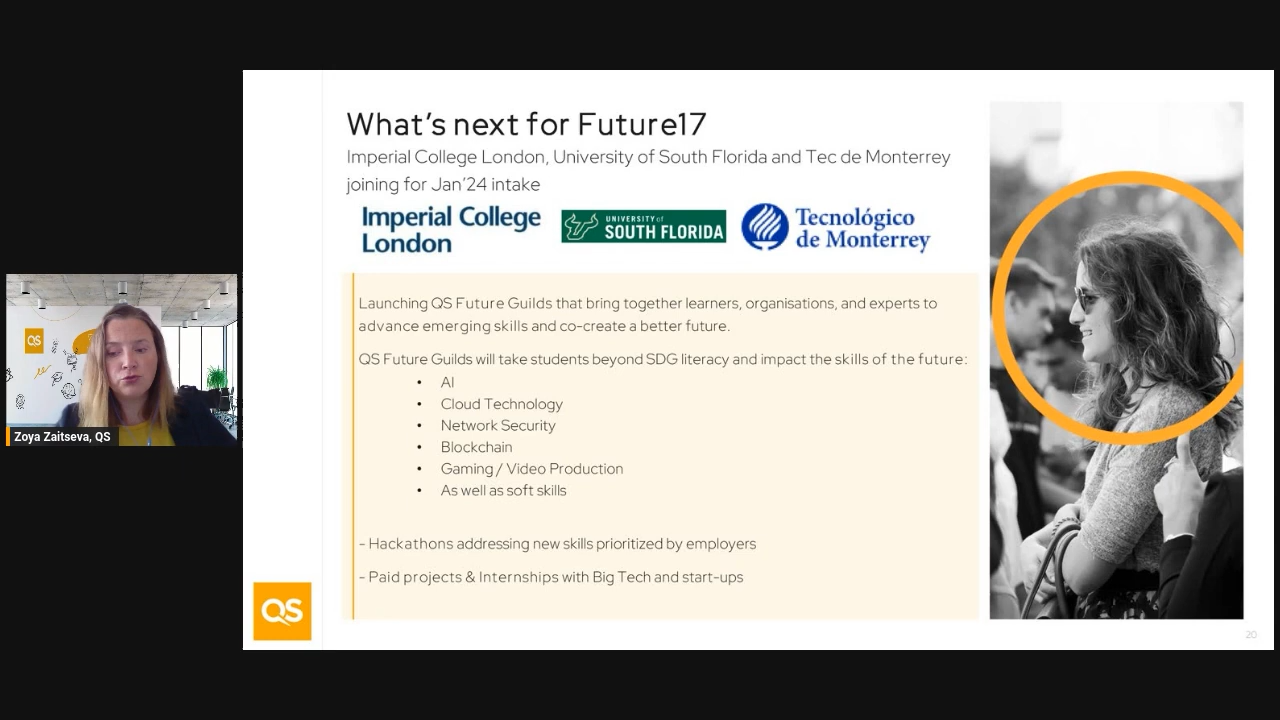 What's next for Future17
Imperial College London, University of South Florida and Tec de Monterrey
joining for Jan'24 intake
Imperial College
London
UNIVERSITY of
SOUTH FLORIDA
Tecnológico
de Monterrey
Launching QS Future Guilds that bring together learners, organisations, and experts to
advance emerging skills and co-create a better future.
QS Future Guilds will take students beyond SDG literacy and impact the skills of the future:
• AI
• Cloud Technology
• Network Security
• Blockchain
• Gaming / Video Production
• As well as soft skills
- Hackathons addressing new skills prioritized by employers
- Paid projects & Internships with Big Tech and start-ups
QS
20
QS
Zoya Zaitseva, QS